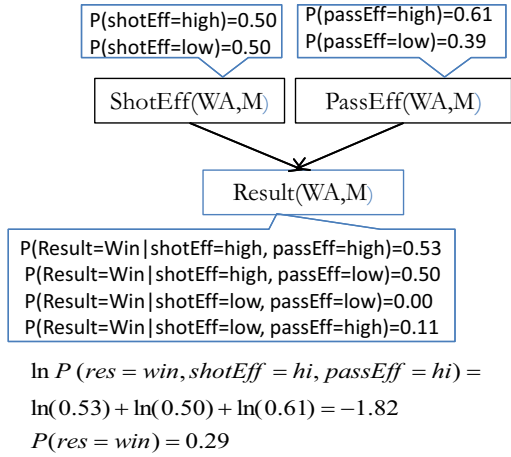 P(shotEff=high)=0.50
P(shotEff=low)=0.50
P(passEff=high)=0.61
P(passEff=low)=0.39
ShotEff(WA,M)
PassEff(WA,M)
Result(WA,M)
P(Result=Win|shotEff=high, passEff=high)=0.53
P(Result=Win|shotEff=high, passEff=low)=0.50
P(Result=Win|shotEff=low, passEff=low)=0.00
P(Result=Win|shotEff=low, passEff=high)=0.11
ln P (res = win, shotEff = hi, passEff = hi) =
ln(0.53) + ln(0.50) + ln(0.61) = −1.82
P(res = win) = 0.29